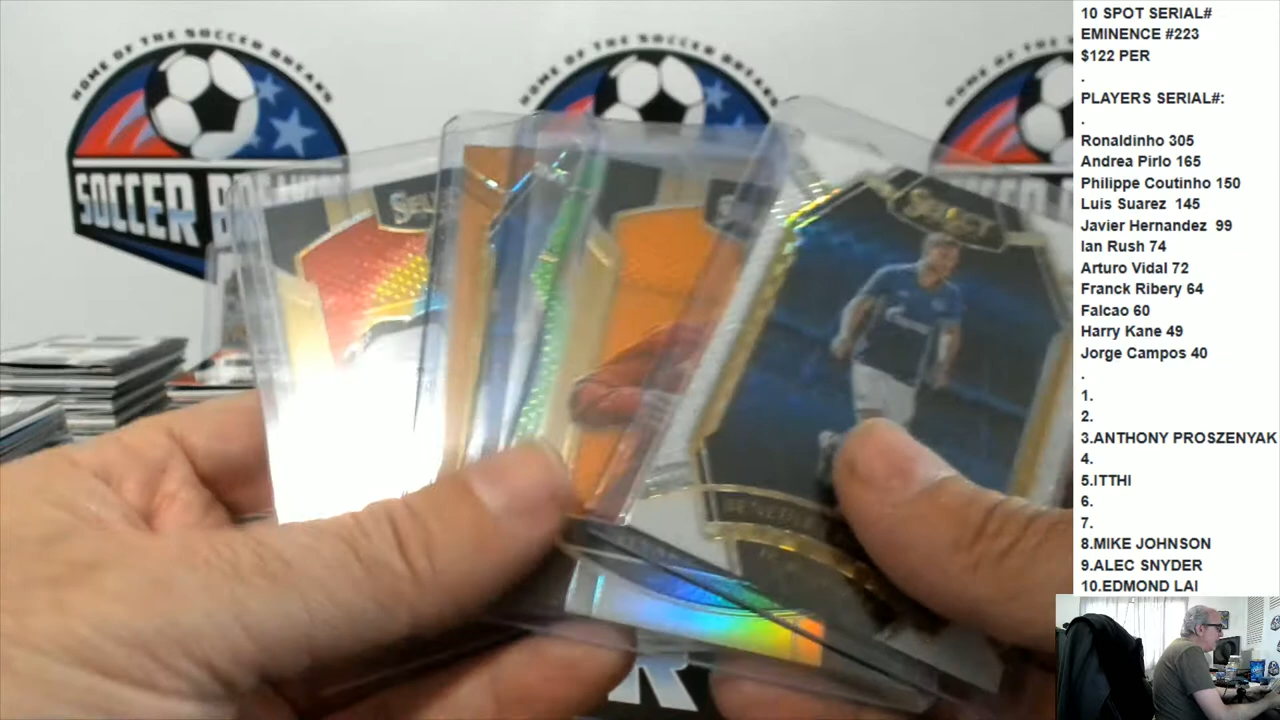 HOME OF THE SOCCER BREAKS
SOCCER BREAK
SELECT
10 SPOT SERIAL#
EMINENCE #223
$122 PER
.
PLAYERS SERIAL#:
.
Ronaldinho 305
Andrea Pirlo 165
Philippe Coutinho 150
Luis Suarez 145
Javier Hernandez 99
Ian Rush 74
Arturo Vidal 72
Franck Ribery 64
Falcao 60
Harry Kane 49
Jorge Campos 40
.
1.
2.
3.ANTHONY PROSZENYAK
4.
5.ITTHI
6.
7.
8.MIKE JOHNSON
9.ALEC SNYDER
10.EDMOND LAI